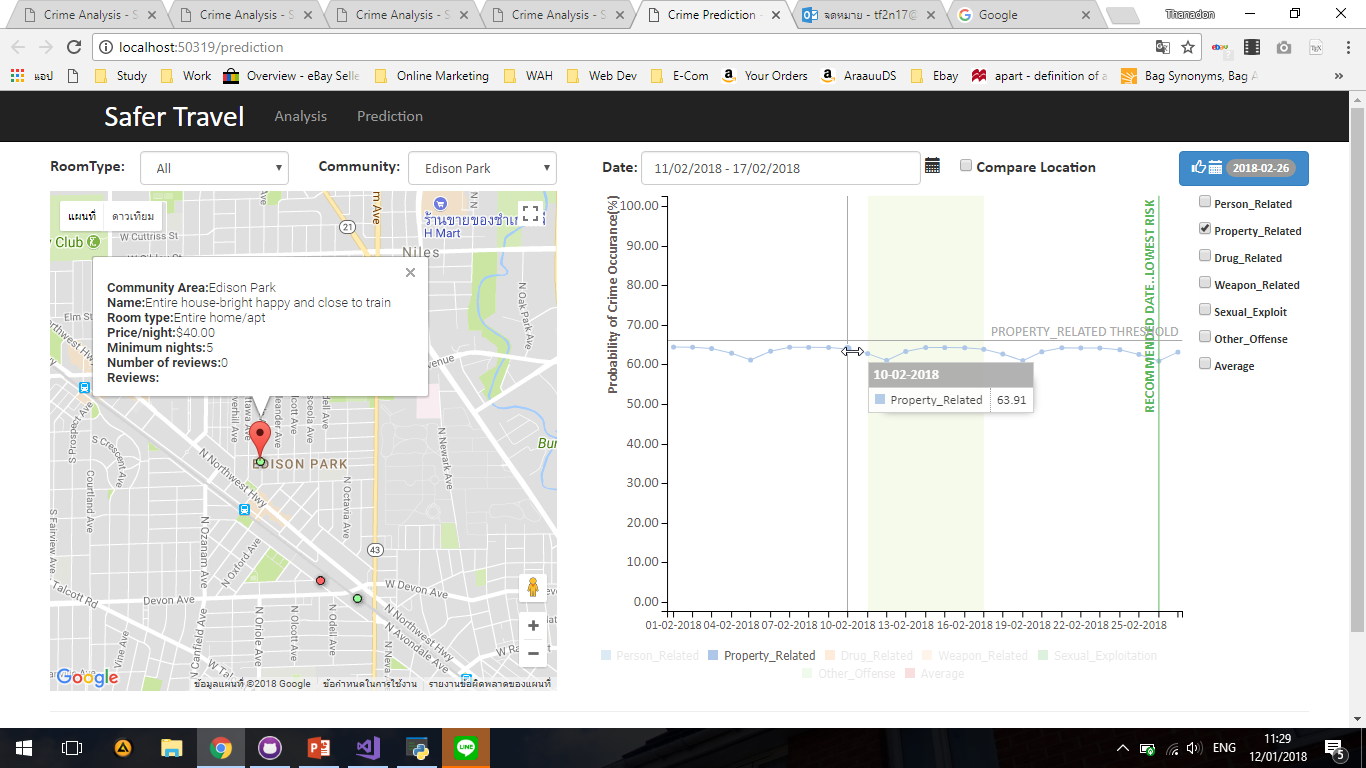 Crime Analysis - S
Crime Analysis - S
Crime Analysis - S
Crime Analysis - S
Crime Prediction -
จดหมาย - tf2n17@
Google
Thanadon
localhost:50319/prediction
แอป
Study
Work
Overview - eBay Selle
Online Marketing
WAH
Web Dev
E-Com
Your Orders
AraauuDS
Ebay
apart - definition of a
Bag Synonyms, Bag A
Safer Travel
Analysis
Prediction
RoomType:
All
Community:
Edison Park
Date:
11/02/2018 - 17/02/2018
Compare Location
2018-02-26
แผนที่
ดาวเทียม
W Cuttriss St
Club
21
H Mart
Niles
Elm St
Community Area:Edison Park
Name:Entire house-bright happy and close to train
Room type:Entire home/apt
Price/night:$40.00
Minimum nights:5
Number of reviews:0
Reviews:
N Oak Park Ave
S Prospect Ave
S Crescent Ave
Courtland Ave
S Fairview Ave
N Northwest Hwy
EDISON PARK
N Octavia Ave
N Newark Ave
N Ozanam Ave
N Oxford Ave
43
Talcott Rd
Devon Ave
W Devon Ave
N Canfield Ave
N Oriole Ave
N Olcott Ave
N Northwest Hwy
N Avondale Ave
Vine Ave
Google
ข้อมูลแผนที่ ©2018 Google
ข้อกำหนดในการใช้งาน
รายงานข้อผิดพลาดของแผนที่
Probability of Crime Occurance(%)
100.00
90.00
80.00
70.00
60.00
50.00
40.00
30.00
20.00
10.00
0.00
PROPERTY_RELATED THRESHOLD
RECOMMENDED DATE..LOWEST RISK
10-02-2018
Property_Related 63.91
01-02-2018
04-02-2018
07-02-2018
10-02-2018
13-02-2018
16-02-2018
19-02-2018
22-02-2018
25-02-2018
Person_Related
Property_Related
Drug_Related
Weapon_Related
Sexual_Exploitation
Other_Offense
Average
Person_Related
Property_Related
Drug_Related
Weapon_Related
Sexual_Exploit
Other_Offense
Average
LINE
ENG
11:29
12/01/2018
5